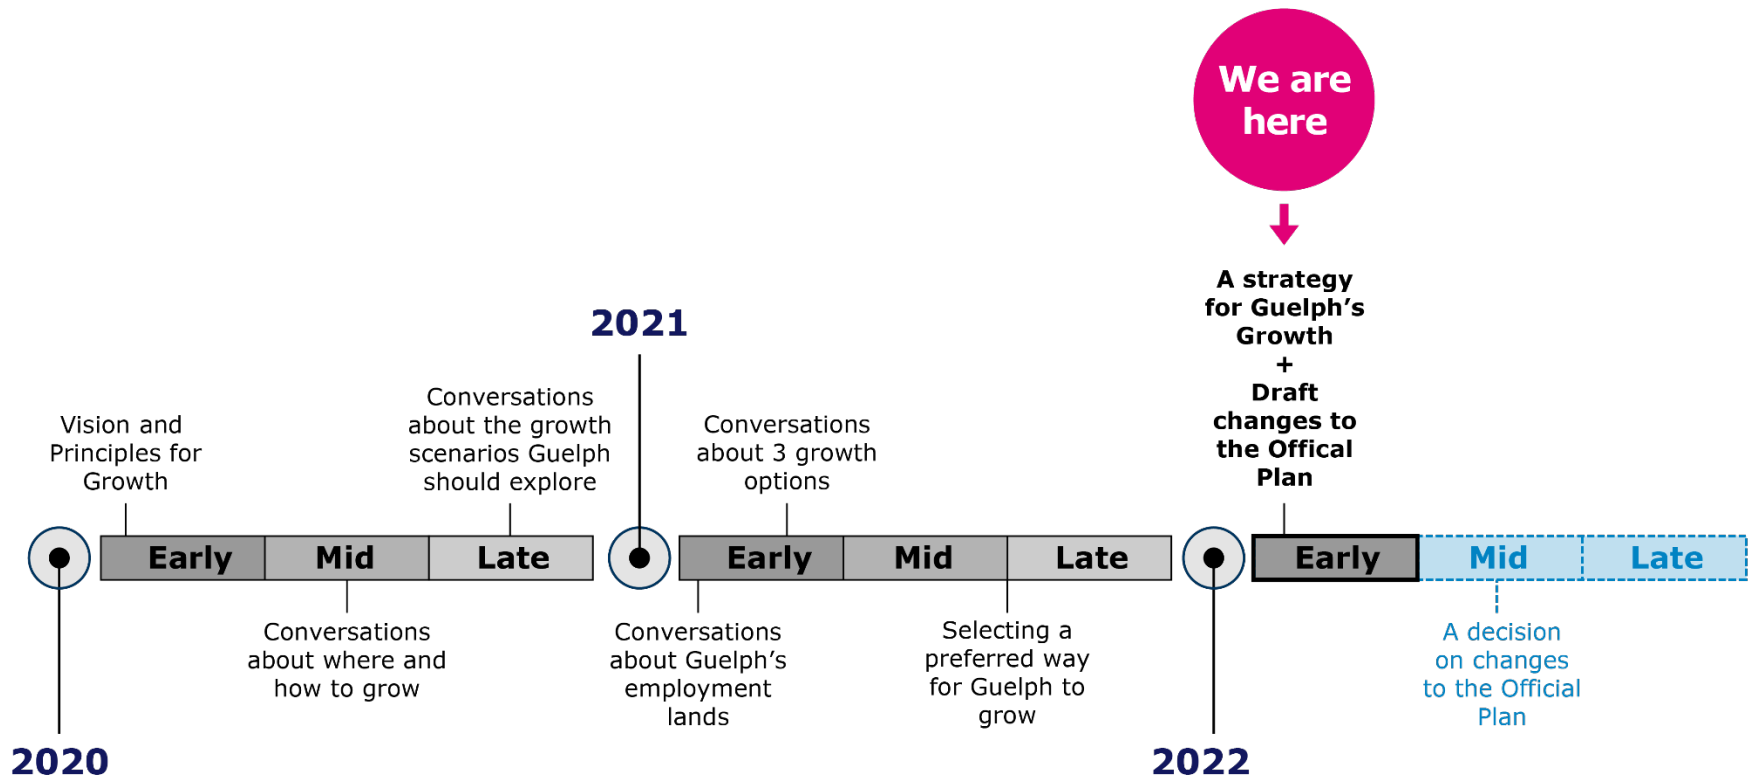 We are
here
A strategy
for Guelph’s
Growth
+
Draft
changes to
the Offical
Plan
2021
Vision and
Principles for
Growth
Conversations
about the growth
scenarios Guelph
should explore
Conversations
about 3 growth
options
Early
Mid
Late
Early
Mid
Late
Early
Mid
Late
Conversations
about where and
how to grow
Conversations
about Guelph’s
employment
lands
Selecting a
preferred way
for Guelph to
grow
A decision
on changes
to the Official
Plan
2020
2022